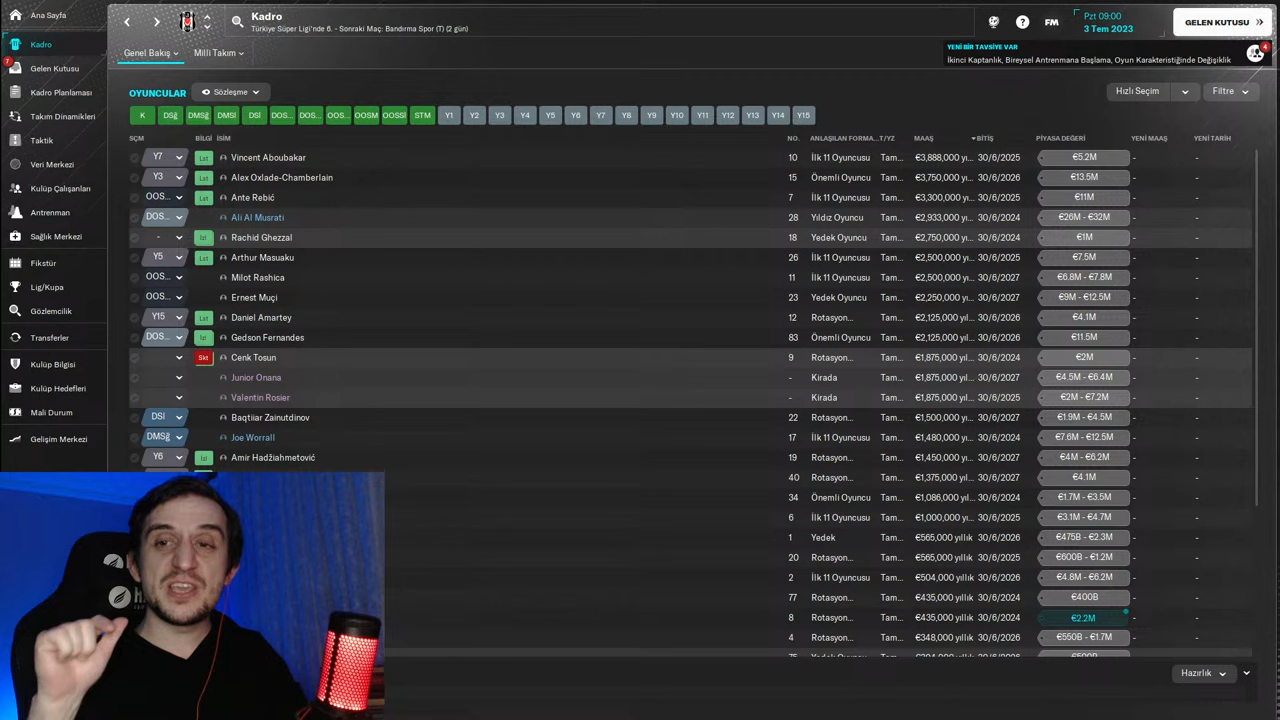 Ana Sayfa
Kadro
7
Gelen Kutusu
Kadro Planlaması
Takım Dinamikleri
Taktik
Veri Merkezi
Kulüp Çalışanları
Antrenman
Sağlık Merkezi
Fikstür
Lig/Kupa
Gözlemcilik
Transferler
Kulüp Bilgisi
Kulüp Hedefleri
Mali Durum
Gelişim Merkezi
Kadro
Türkiye Süper Ligi'nde 6. - Sonraki Maç: Bandırma Spor (T) (2 gün)
FM
Pzt 09:00
3 Tem 2023
GELEN KUTUSU
Genel Bakış
Milli Takım
YENİ BİR TAVSİYE VAR
İkinci Kaptanlık, Bireysel Antrenmana Başlama, Oyun Karakteristiğinde Değişiklik
4
OYUNCULAR
Sözleşme
Hızlı Seçim
Filtre
K DSğ DMSğ DMSl DSl DOS... DOS... OOS... OOSM OOSSl STM Y1 Y2 Y3 Y4 Y5 Y6 Y7 Y8 Y9 Y10 Y11 Y12 Y13 Y14 Y15
SÇM BİLGİ İSİM NO. ANLAŞILAN FORMA... T/YZ MAAŞ BİTİŞ PİYASA DEĞERİ YENİ MAAŞ YENİ TARİH
Y7 Lst Vincent Aboubakar 10 İlk 11 Oyuncusu Tam... €3,888,000 yı... 30/6/2025 €5.2M - -
Y3 Lst Alex Oxlade-Chamberlain 15 Önemli Oyuncu Tam... €3,750,000 yı... 30/6/2026 €13.5M - -
OOS... Lst Ante Rebić 7 İlk 11 Oyuncusu Tam... €3,300,000 yı... 30/6/2025 €11M - -
DOS... Ali Al Musrati 28 Yıldız Oyuncu Tam... €2,933,000 yı... 30/6/2024 €26M - €32M - -
- İzl Rachid Ghezzal 18 Yedek Oyuncu Tam... €2,750,000 yı... 30/6/2024 €1M - -
Y5 Lst Arthur Masuaku 26 İlk 11 Oyuncusu Tam... €2,500,000 yı... 30/6/2025 €7.5M - -
OOS... Milot Rashica 11 İlk 11 Oyuncusu Tam... €2,500,000 yı... 30/6/2027 €6.8M - €7.8M - -
OOS... Ernest Muçi 23 Yedek Oyuncu Tam... €2,250,000 yı... 30/6/2027 €9M - €12.5M - -
Y15 Lst Daniel Amartey 12 Rotasyon... Tam... €2,125,000 yı... 30/6/2026 €4.1M - -
DOS... İzl Gedson Fernandes 83 Önemli Oyuncu Tam... €2,125,000 yı... 30/6/2026 €11.5M - -
Skt Cenk Tosun 9 Rotasyon... Tam... €1,875,000 yıl... 30/6/2024 €2M - -
Junior Onana - Kirada Tam... €1,875,000 yıl... 30/6/2027 €4.5M - €6.4M - -
Valentin Rosier - Kirada Tam... €1,875,000 yıl... 30/6/2025 €2M - €7.2M - -
DSl Baqtiiar Zainutdinov 22 Rotasyon... Tam... €1,500,000 yı... 30/6/2027 €1.9M - €4.5M - -
DMSğ Joe Worrall 17 İlk 11 Oyuncusu Tam... €1,480,000 yı... 30/6/2024 €7.6M - €12.5M - -
Y6 İzl Amir Hadžiahmetović 19 Rotasyon... Tam... €1,450,000 yı... 30/6/2027 €4M - €6.2M - -
40 Rotasyon... Tam... €1,375,000 yıl... 30/6/2027 €4.1M - -
34 Önemli Oyuncu Tam... €1,086,000 yıl... 30/6/2024 €1.7M - €3.5M - -
6 İlk 11 Oyuncusu Tam... €1,000,000 yı... 30/6/2026 €3.1M - €4.7M - -
1 Yedek Tam... €565,000 yıllık 30/6/2026 €475B - €2.3M - -
20 Rotasyon... Tam... €565,000 yıllık 30/6/2025 €600B - €1.2M - -
2 İlk 11 Oyuncusu Tam... €504,000 yıllık 30/6/2026 €4.8M - €6.2M - -
77 Rotasyon... Tam... €435,000 yıllık 30/6/2024 €400B - -
8 Rotasyon... Tam... €435,000 yıllık 30/6/2024 €2.2M - -
4 Rotasyon... Tam... €348,000 yıllık 30/6/2026 €550B - €1.7M - -
Hazırlık